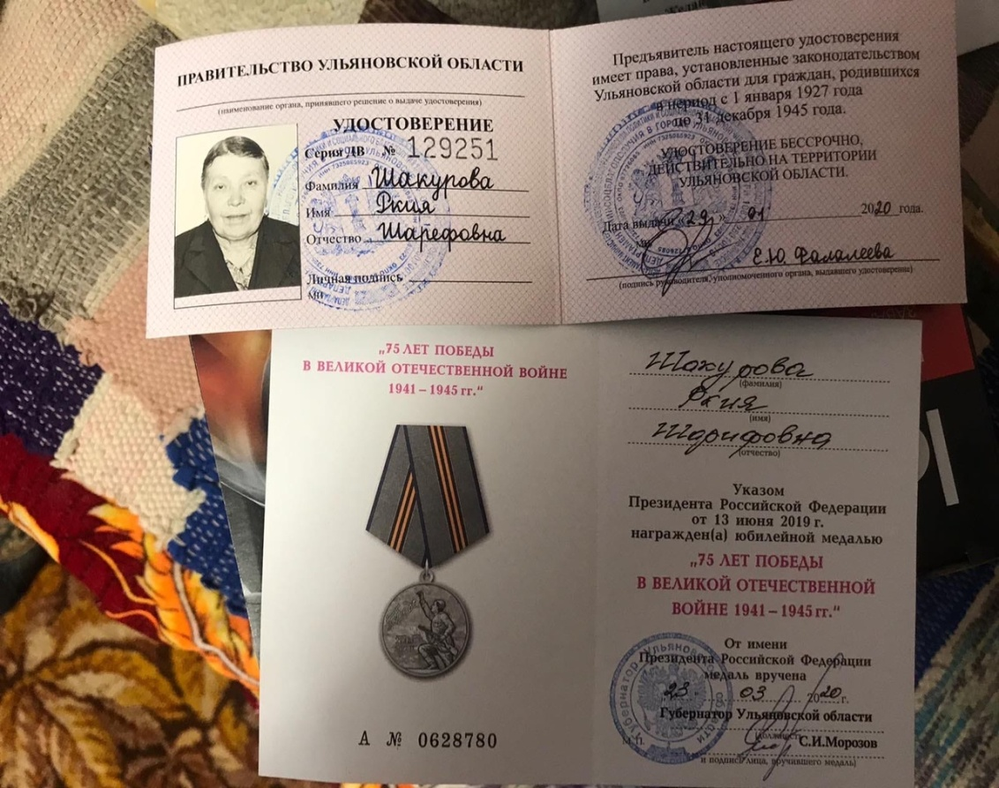 ПРАВИТЕЛЬСТВО УЛЬЯНОВСКОЙ ОБЛАСТИ
(наименование органа, принявшего решение о выдаче удостоверения)
УДОСТОВЕРЕНИЕ
Серия ДВ № 129251
Фамилия Шакурова
Имя Ркия
Отчество Шарефовна
Личная подпись
МП
Предъявитель настоящего удостоверения
имеет права, установленные законодательством
Ульяновской области для граждан, родившихся
в период с 1 января 1927 года
по 31 декабря 1945 года.
УДОСТОВЕРЕНИЕ БЕССРОЧНО,
ДЕЙСТВИТЕЛЬНО НА ТЕРРИТОРИИ
УЛЬЯНОВСКОЙ ОБЛАСТИ.
Дата выдачи «29» 01 2020 года.
МП
Е.Ю. Фалалеева
(подпись руководителя, уполномоченного органа, выдавшего удостоверение)
„75 ЛЕТ ПОБЕДЫ
В ВЕЛИКОЙ ОТЕЧЕСТВЕННОЙ ВОЙНЕ
1941 – 1945 гг.“
А № 0628780
Шакурова
(фамилия)
Ркия
(имя)
Шарифовна
(отчество)
Указом
Президента Российской Федерации
от 13 июня 2019 г.
награжден(а) юбилейной медалью
„75 ЛЕТ ПОБЕДЫ
В ВЕЛИКОЙ ОТЕЧЕСТВЕННОЙ
ВОЙНЕ 1941 – 1945 гг.“
От имени
Президента Российской Федерации
медаль вручена
„23“ 03 2020 г.
Губернатор Ульяновской области
(должность
М.П. С.И.Морозов
и подпись лица, вручившего медаль)